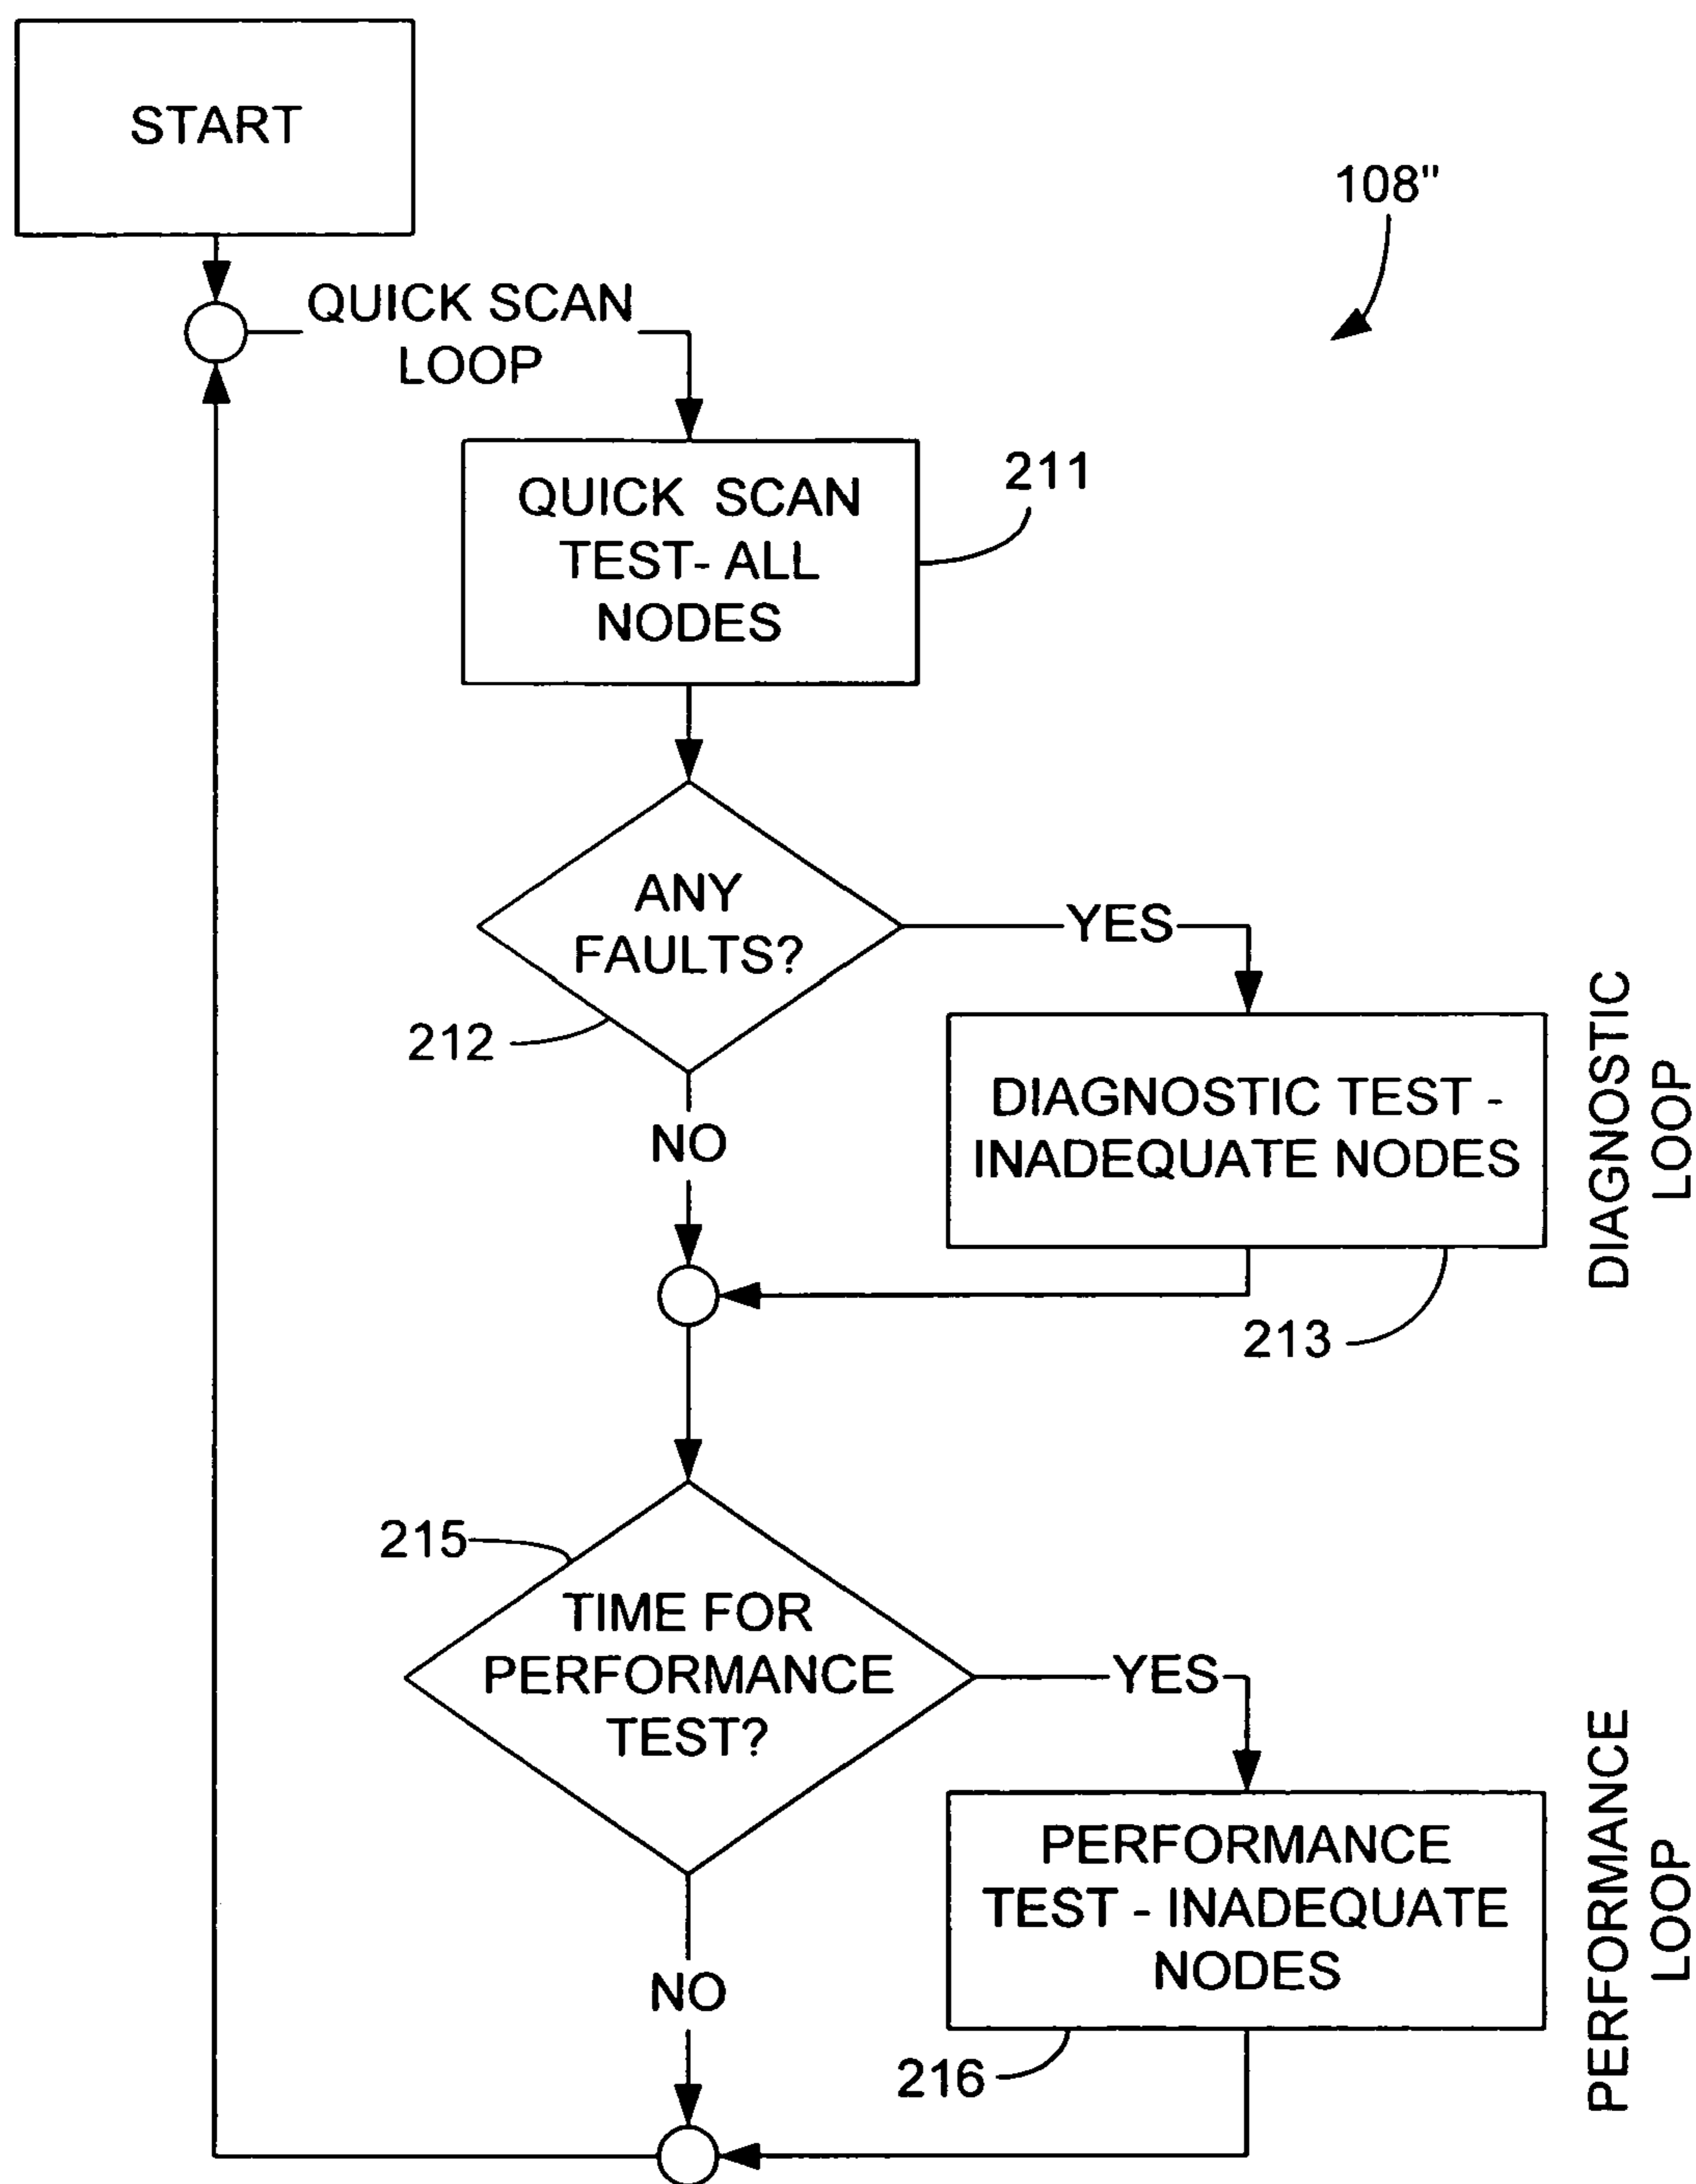 START
108"
QUICK SCAN
LOOP
QUICK SCAN
TEST- ALL
NODES
211
ANY
FAULTS?
YES
212
NO
DIAGNOSTIC TEST -
INADEQUATE NODES
DIAGNOSTIC
LOOP
213
215
TIME FOR
PERFORMANCE
TEST?
YES
NO
PERFORMANCE
TEST - INADEQUATE
NODES
PERFORMANCE
LOOP
216